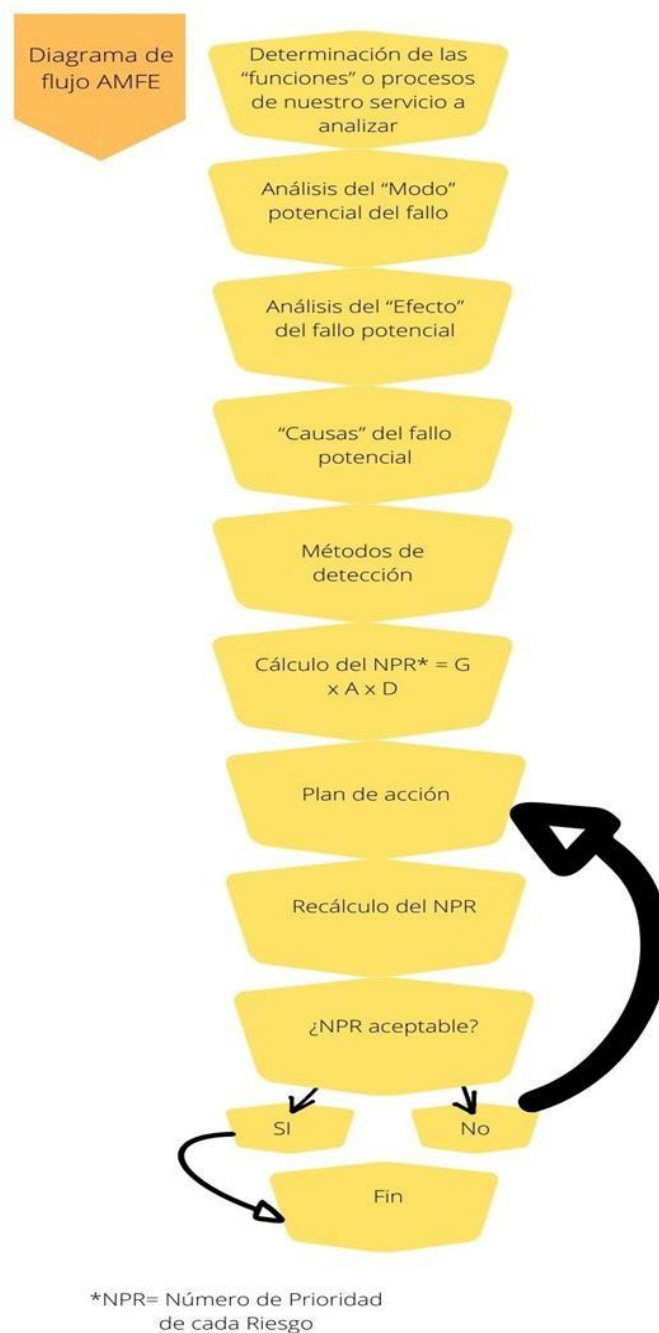 Diagrama de
flujo AMFE
Determinación de las
“funciones” o procesos
de nuestro servicio a
analizar
Análisis del “Modo”
potencial del fallo
Análisis del “Efecto”
del fallo potencial
“Causas” del fallo
potencial
Métodos de
detección
Cálculo del NPR* = G
x A x D
Plan de acción
Recálculo del NPR
¿NPR aceptable?
SI
No
Fin
*NPR= Número de Prioridad
de cada Riesgo